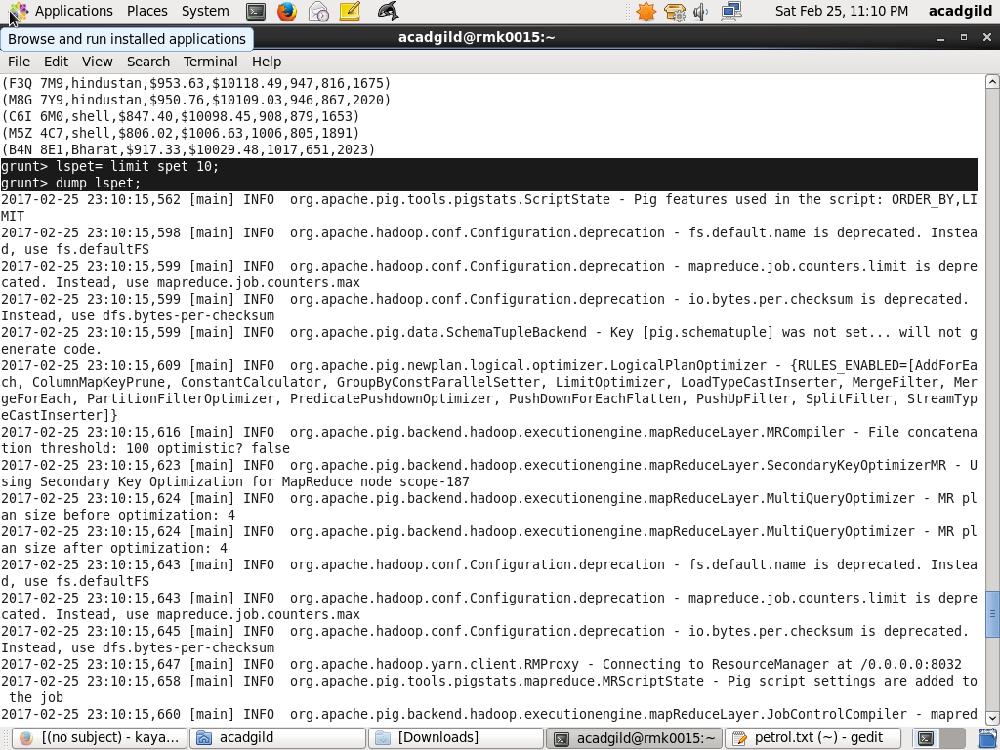 Applications Places System
Sat Feb 25, 11:10 PM acadgild
Browse and run installed applications
acadgild@rmk0015:~
File Edit View Search Terminal Help
(F3Q 7M9,hindustan,$953.63,$10118.49,947,816,1675)
(M8G 7Y9,hindustan,$950.76,$10109.03,946,867,2020)
(C6I 6M0,shell,$847.40,$10098.45,908,879,1653)
(M5Z 4C7,shell,$806.02,$1006.63,1006,805,1891)
(B4N 8E1,Bharat,$917.33,$10029.48,1017,651,2023)
grunt> lspet= limit spet 10;
grunt> dump lspet;
2017-02-25 23:10:15,562 [main] INFO  org.apache.pig.tools.pigstats.ScriptState - Pig features used in the script: ORDER_BY,LI
MIT
2017-02-25 23:10:15,598 [main] INFO  org.apache.hadoop.conf.Configuration.deprecation - fs.default.name is deprecated. Instea
d, use fs.defaultFS
2017-02-25 23:10:15,599 [main] INFO  org.apache.hadoop.conf.Configuration.deprecation - mapreduce.job.counters.limit is depre
cated. Instead, use mapreduce.job.counters.max
2017-02-25 23:10:15,599 [main] INFO  org.apache.hadoop.conf.Configuration.deprecation - io.bytes.per.checksum is deprecated.
Instead, use dfs.bytes-per-checksum
2017-02-25 23:10:15,599 [main] INFO  org.apache.pig.data.SchemaTupleBackend - Key [pig.schematuple] was not set... will not g
enerate code.
2017-02-25 23:10:15,609 [main] INFO  org.apache.pig.newplan.logical.optimizer.LogicalPlanOptimizer - {RULES_ENABLED=[AddForEa
ch, ColumnMapKeyPrune, ConstantCalculator, GroupByConstParallelSetter, LimitOptimizer, LoadTypeCastInserter, MergeFilter, Mer
geForEach, PartitionFilterOptimizer, PredicatePushdownOptimizer, PushDownForEachFlatten, PushUpFilter, SplitFilter, StreamTyp
eCastInserter]}
2017-02-25 23:10:15,616 [main] INFO  org.apache.pig.backend.hadoop.executionengine.mapReduceLayer.MRCompiler - File concatena
tion threshold: 100 optimistic? false
2017-02-25 23:10:15,623 [main] INFO  org.apache.pig.backend.hadoop.executionengine.mapReduceLayer.SecondaryKeyOptimizerMR - U
sing Secondary Key Optimization for MapReduce node scope-187
2017-02-25 23:10:15,624 [main] INFO  org.apache.pig.backend.hadoop.executionengine.mapReduceLayer.MultiQueryOptimizer - MR pl
an size before optimization: 4
2017-02-25 23:10:15,624 [main] INFO  org.apache.pig.backend.hadoop.executionengine.mapReduceLayer.MultiQueryOptimizer - MR pl
an size after optimization: 4
2017-02-25 23:10:15,643 [main] INFO  org.apache.hadoop.conf.Configuration.deprecation - fs.default.name is deprecated. Instea
d, use fs.defaultFS
2017-02-25 23:10:15,643 [main] INFO  org.apache.hadoop.conf.Configuration.deprecation - mapreduce.job.counters.limit is depre
cated. Instead, use mapreduce.job.counters.max
2017-02-25 23:10:15,645 [main] INFO  org.apache.hadoop.conf.Configuration.deprecation - io.bytes.per.checksum is deprecated.
Instead, use dfs.bytes-per-checksum
2017-02-25 23:10:15,647 [main] INFO  org.apache.hadoop.yarn.client.RMProxy - Connecting to ResourceManager at /0.0.0.0:8032
2017-02-25 23:10:15,658 [main] INFO  org.apache.pig.tools.pigstats.mapreduce.MRScriptState - Pig script settings are added to
 the job
2017-02-25 23:10:15,660 [main] INFO  org.apache.pig.backend.hadoop.executionengine.mapReduceLayer.JobControlCompiler - mapred
[(no subject) - kaya... acadgild [Downloads] acadgild@rmk0015:~ petrol.txt (~) - gedit